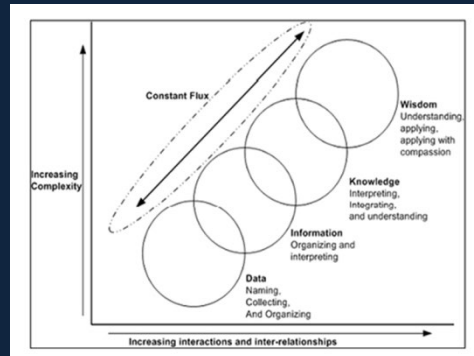 Constant Flux
Wisdom
Understanding,
applying,
applying with
compassion
Increasing
Complexity
Knowledge
Interpreting,
Integrating,
and understanding
Information
Organizing and
interpreting
Data
Naming,
Collecting,
And Organizing
Increasing interactions and inter-relationships